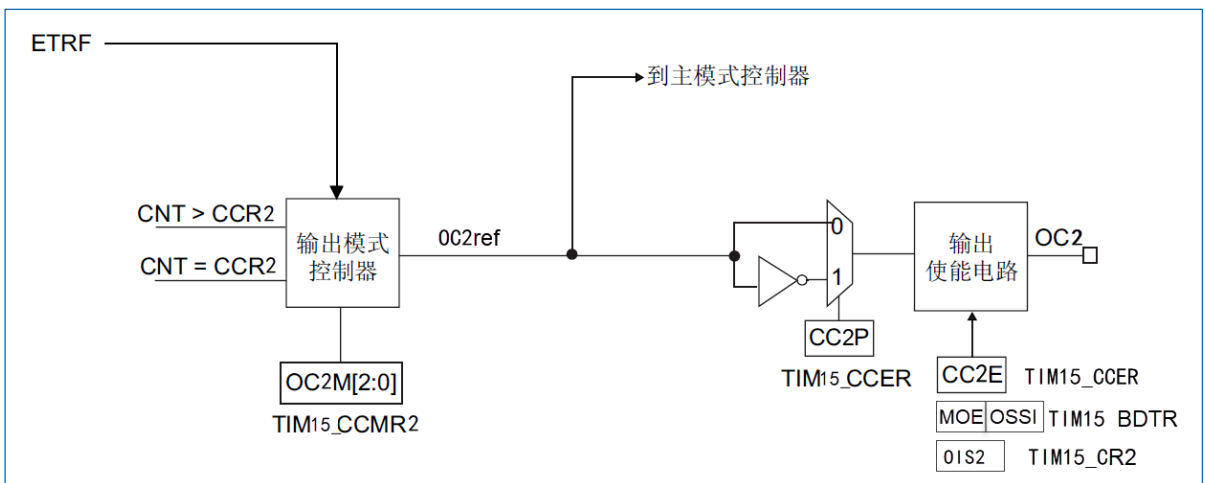 ETRF
到主模式控制器
CNT > CCR2
CNT = CCR2
输出模式
控制器
OC2ref
0
1
输出
使能电路
OC2
OC2M[2:0]
TIM15_CCMR2
CC2P
TIM15_CCER
CC2E TIM15_CCER
MOE OSSI TIM15 BDTR
OIS2 TIM15_CR2